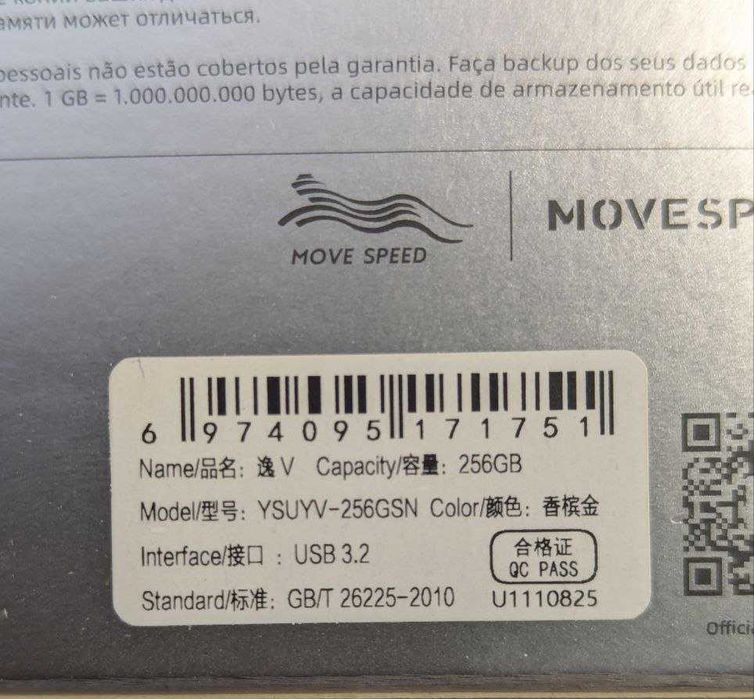 амяти может отличаться.
pessoais não estão cobertos pela garantia. Faça backup dos seus dados
nte. 1 GB = 1.000.000.000 bytes, a capacidade de armazenamento útil re
MOVE SPEED
MOVESP
6 974095 171751
Name/品名: 逸V Capacity/容量: 256GB
Model/型号: YSUYV-256GSN Color/颜色: 香槟金
Interface/接口 : USB 3.2
合格证
QC PASS
Standard/标准: GB/T 26225-2010 U1110825
Officia